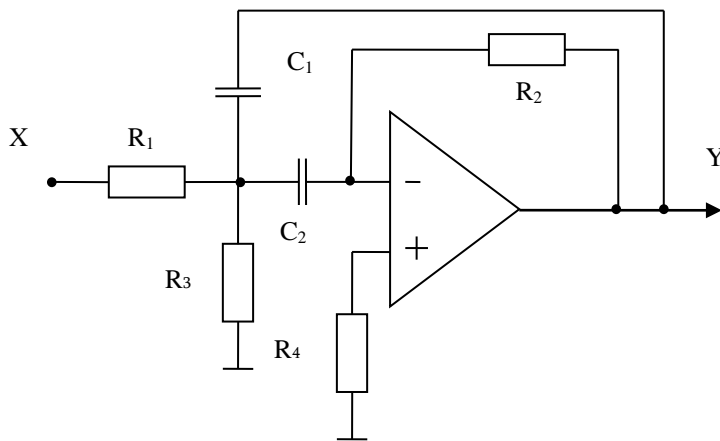 C₁
R₂
X
R₁
Y
−
C₂
+
R₃
R₄